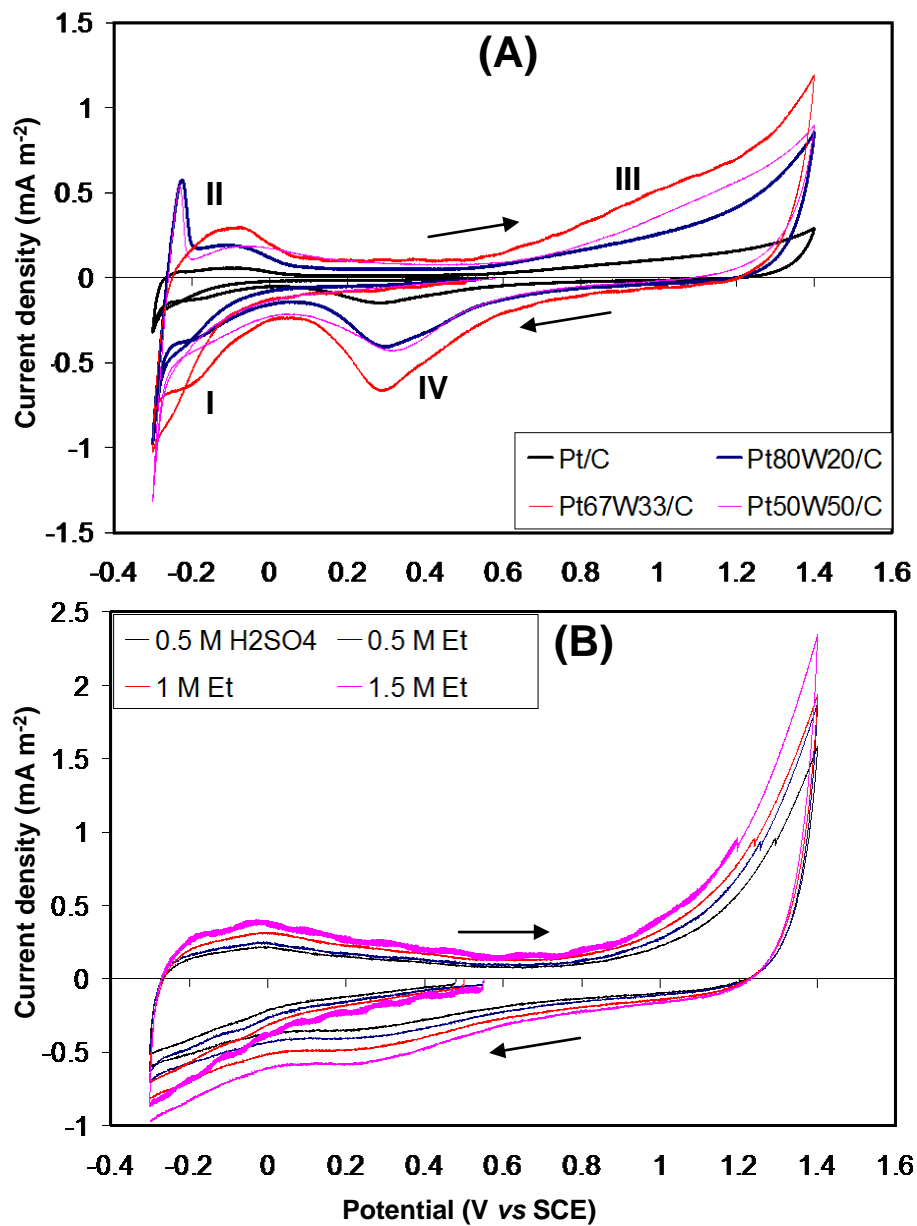 (A)
Current density (mA m-2)
1.5
1
0.5
0
-0.5
-1
-1.5
II
III
I
IV
Pt/C Pt80W20/C
Pt67W33/C Pt50W50/C
-0.4 -0.2 0 0.2 0.4 0.6 0.8 1 1.2 1.4 1.6
(B)
Current density (mA m-2)
2.5
2
1.5
1
0.5
0
-0.5
-1
0.5 M H2SO4 0.5 M Et
1 M Et 1.5 M Et
-0.4 -0.2 0 0.2 0.4 0.6 0.8 1 1.2 1.4 1.6
Potential (V vs SCE)